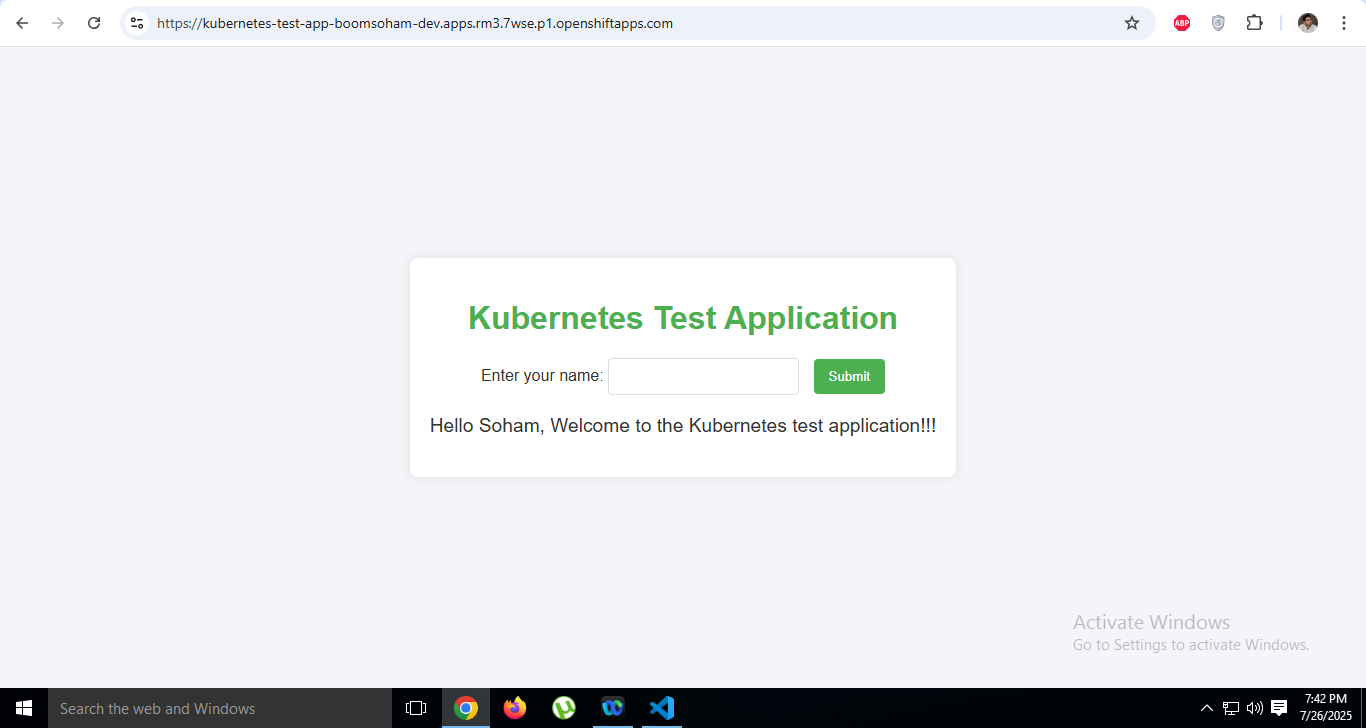 https://kubernetes-test-app-boomsoham-dev.apps.rm3.7wse.p1.openshiftapps.com
ABP
Kubernetes Test Application
Enter your name:
Submit
Hello Soham, Welcome to the Kubernetes test application!!!
Activate Windows
Go to Settings to activate Windows.
Search the web and Windows
7:42 PM
7/26/2025